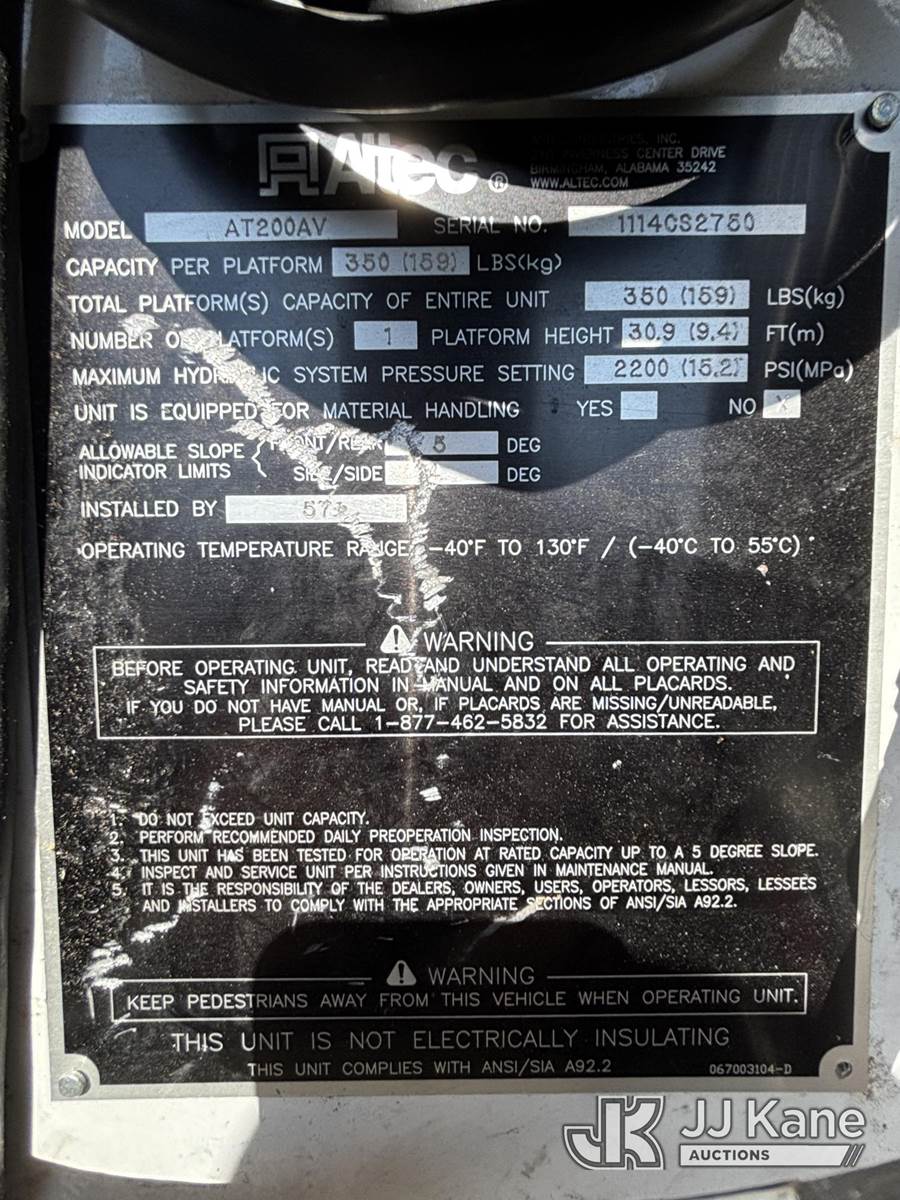 Altec®
INDUSTRIES, INC.
INVERNESS CENTER DRIVE
BIRMINGHAM, ALABAMA 35242
WWW.ALTEC.COM
MODEL AT200AV SERIAL NO. 1114CS2750
CAPACITY PER PLATFORM 350 (159) LBS(kg)
TOTAL PLATFORM(S) CAPACITY OF ENTIRE UNIT 350 (159) LBS(kg)
NUMBER OF PLATFORM(S) 1 PLATFORM HEIGHT 30.9 (9.4) FT(m)
MAXIMUM HYDRAULIC SYSTEM PRESSURE SETTING 2200 (15.2) PSI(MPa)
UNIT IS EQUIPPED FOR MATERIAL HANDLING YES NO X
ALLOWABLE SLOPE FRONT/REAR 5 DEG
INDICATOR LIMITS SIDE/SIDE DEG
INSTALLED BY
OPERATING TEMPERATURE RANGE -40°F TO 130°F / (-40°C TO 55°C)
⚠ WARNING
BEFORE OPERATING UNIT, READ AND UNDERSTAND ALL OPERATING AND
SAFETY INFORMATION IN MANUAL AND ON ALL PLACARDS.
IF YOU DO NOT HAVE MANUAL OR, IF PLACARDS ARE MISSING/UNREADABLE,
PLEASE CALL 1-877-462-5832 FOR ASSISTANCE.
1. DO NOT EXCEED UNIT CAPACITY.
2. PERFORM RECOMMENDED DAILY PREOPERATION INSPECTION.
3. THIS UNIT HAS BEEN TESTED FOR OPERATION AT RATED CAPACITY UP TO A 5 DEGREE SLOPE.
4. INSPECT AND SERVICE UNIT PER INSTRUCTIONS GIVEN IN MAINTENANCE MANUAL.
5. IT IS THE RESPONSIBILITY OF THE DEALERS, OWNERS, USERS, OPERATORS, LESSORS, LESSEES
AND INSTALLERS TO COMPLY WITH THE APPROPRIATE SECTIONS OF ANSI/SIA A92.2.
⚠ WARNING
KEEP PEDESTRIANS AWAY FROM THIS VEHICLE WHEN OPERATING UNIT.
THIS UNIT IS NOT ELECTRICALLY INSULATING
THIS UNIT COMPLIES WITH ANSI/SIA A92.2 067003104-D
JK JJ Kane
AUCTIONS